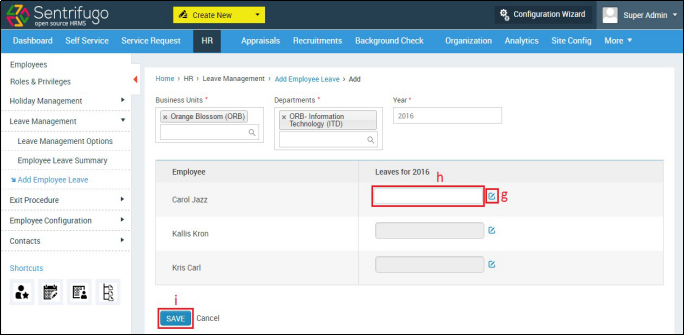 Sentrifugo
open source HRMS
Create New
Configuration Wizard
Super Admin
Dashboard Self Service Service Request HR Appraisals Recruitments Background Check Organization Analytics Site Config More
Employees
Roles & Privileges
Holiday Management
Leave Management
Leave Management Options
Employee Leave Summary
Add Employee Leave
Exit Procedure
Employee Configuration
Contacts
Shortcuts
Home › HR › Leave Management › Add Employee Leave › Add
Business Units * Departments * Year *
× Orange Blossom (ORB)
× ORB- Information
Technology (ITD)
2016
Employee Leaves for 2016
h
Carol Jazz
g
Kallis Kron
Kris Carl
i
SAVE Cancel